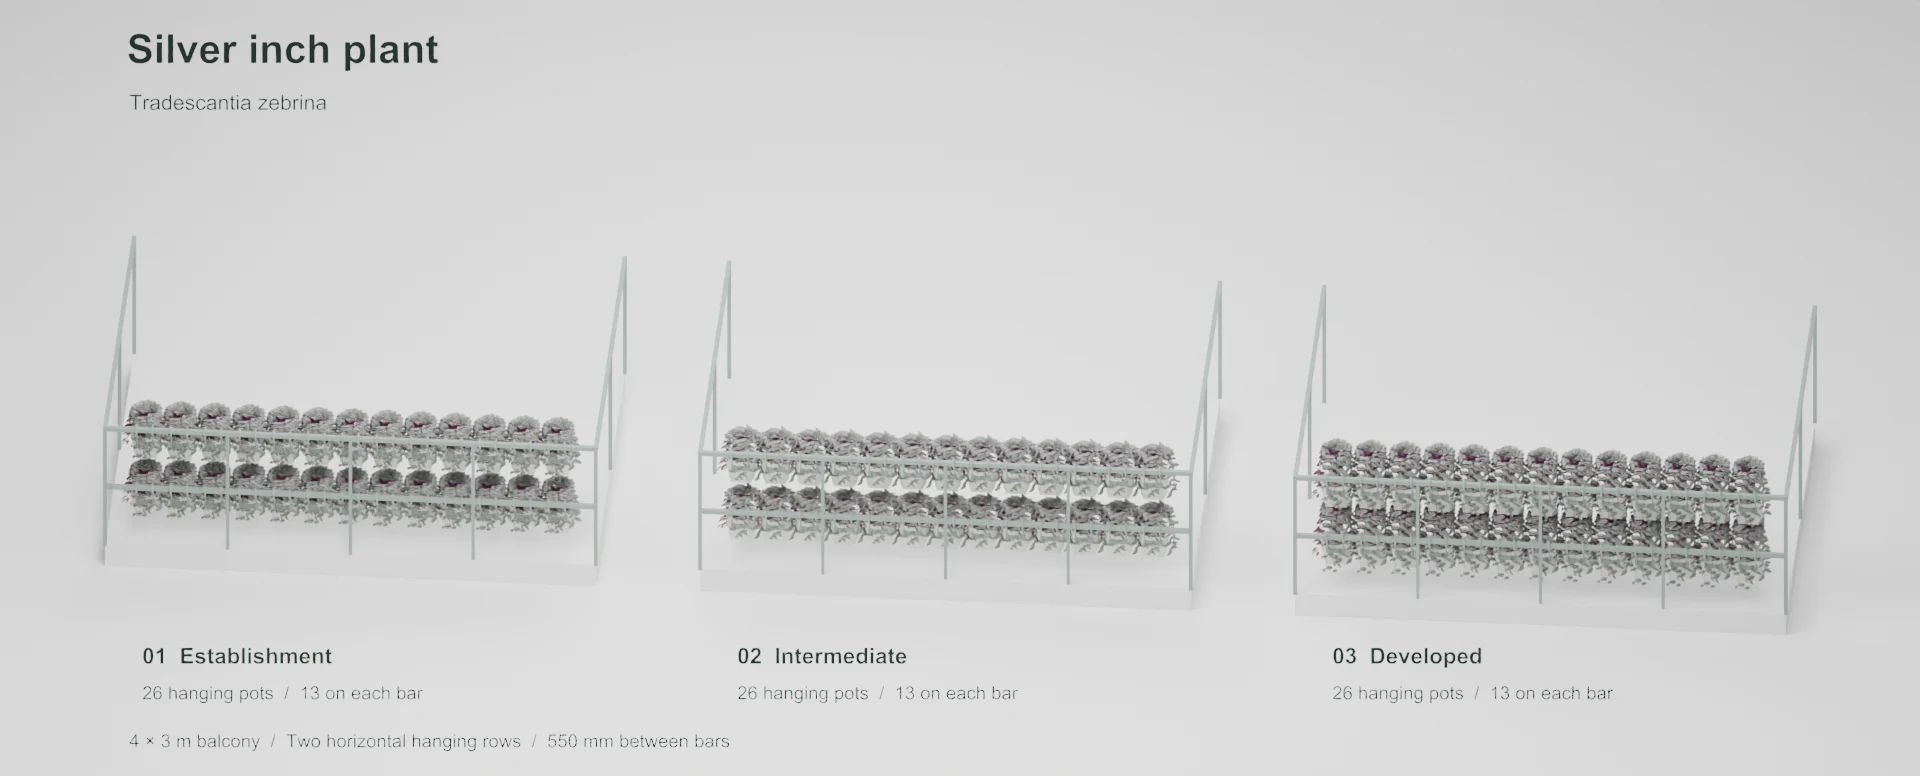 Silver inch plant
Tradescantia zebrina
01 Establishment
26 hanging pots / 13 on each bar
02 Intermediate
26 hanging pots / 13 on each bar
03 Developed
26 hanging pots / 13 on each bar
4 × 3 m balcony / Two horizontal hanging rows / 550 mm between bars